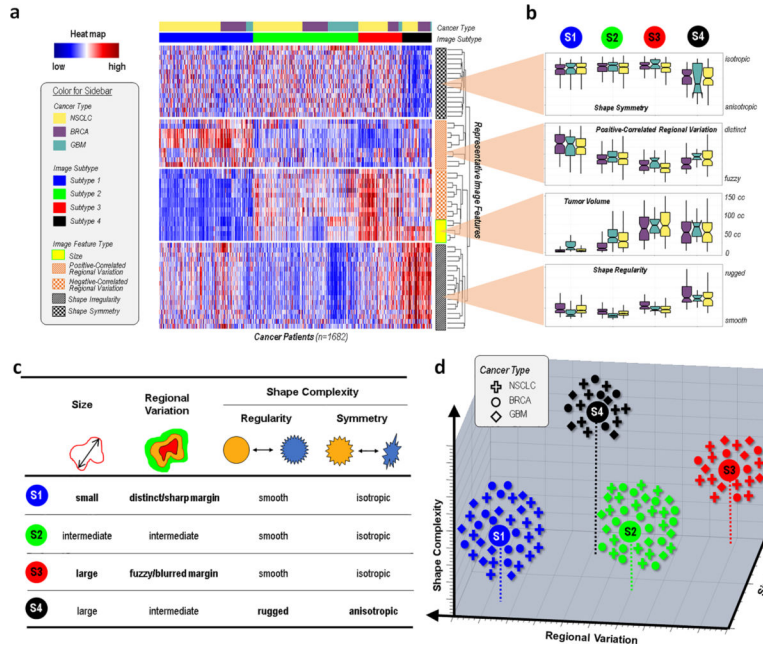 a
Heat map
low
high
Color for Sidebar
Cancer Type
NSCLC
BRCA
GBM
Image Subtype
Subtype 1
Subtype 2
Subtype 3
Subtype 4
Image Feature Type
Size
Positive-Correlated
Regional Variation
Negative-Correlated
Regional Variation
Shape Irregularity
Shape Symmetry
Cancer Type
Image Subtype
Representative Image Features
Cancer Patients (n=1682)
b
S1
S2
S3
S4
isotropic
Shape Symmetry
anisotropic
Positive-Correlated Regional Variation
distinct
fuzzy
Tumor Volume
150 cc
100 cc
50 cc
0
Shape Regularity
rugged
smooth
c
Size
Regional
Variation
Shape Complexity
Regularity
Symmetry
S1 small distinct/sharp margin smooth isotropic
S2 intermediate intermediate smooth isotropic
S3 large fuzzy/blurred margin smooth isotropic
S4 large intermediate rugged anisotropic
d
Cancer Type
NSCLC
BRCA
GBM
S4
S3
S1
S2
Shape Complexity
Regional Variation